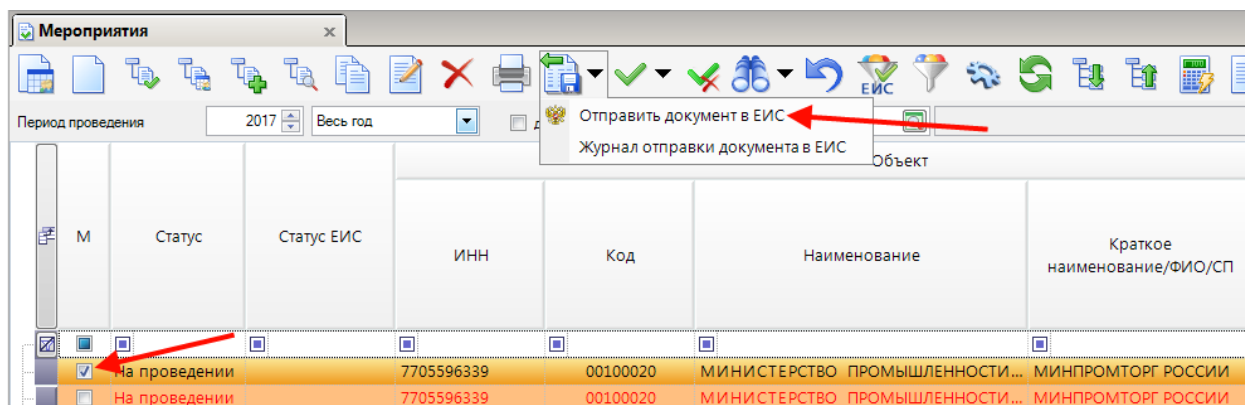 Мероприятия
ЕИС
Период проведения 2017 Весь год
Отправить документ в ЕИС
Журнал отправки документа в ЕИС
Объект
М Статус Статус ЕИС ИНН Код Наименование Краткое
наименование/ФИО/СП
На проведении 7705596339 00100020 МИНИСТЕРСТВО ПРОМЫШЛЕННОСТИ... МИНПРОМТОРГ РОССИИ
На проведении 7705596339 00100020 МИНИСТЕРСТВО ПРОМЫШЛЕННОСТИ... МИНПРОМТОРГ РОССИИ